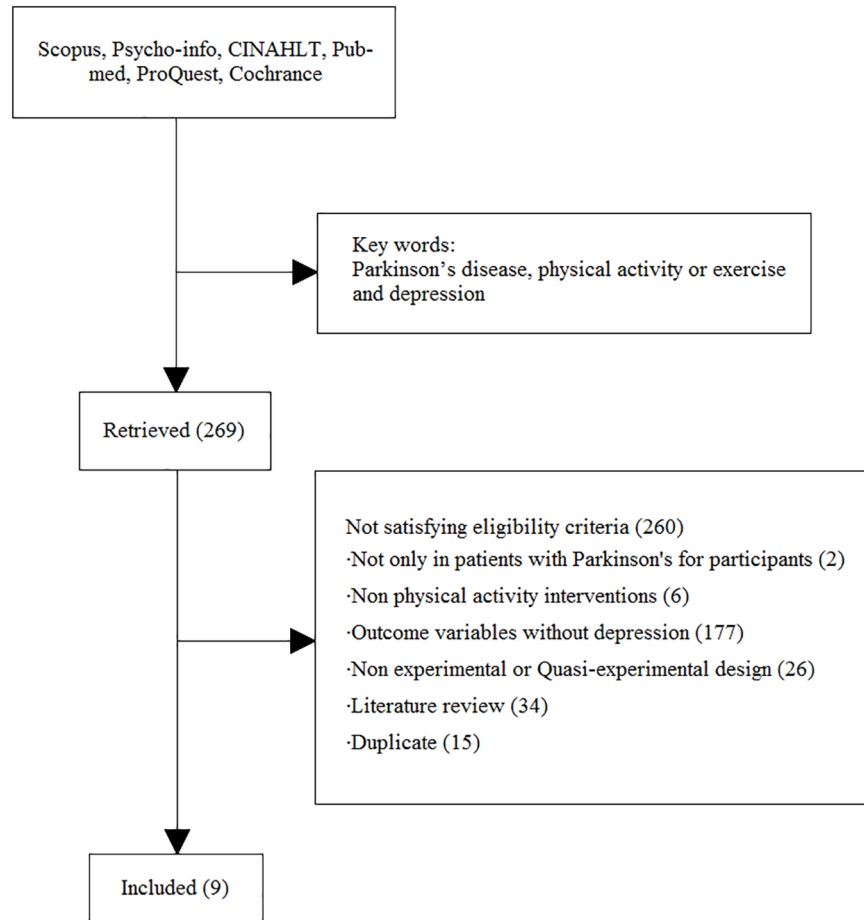 Scopus, Psycho-info, CINAHLT, Pub-
med, ProQuest, Cochrance
Key words:
Parkinson’s disease, physical activity or exercise
and depression
Retrieved (269)
Not satisfying eligibility criteria (260)
·Not only in patients with Parkinson's for participants (2)
·Non physical activity interventions (6)
·Outcome variables without depression (177)
·Non experimental or Quasi-experimental design (26)
·Literature review (34)
·Duplicate (15)
Included (9)